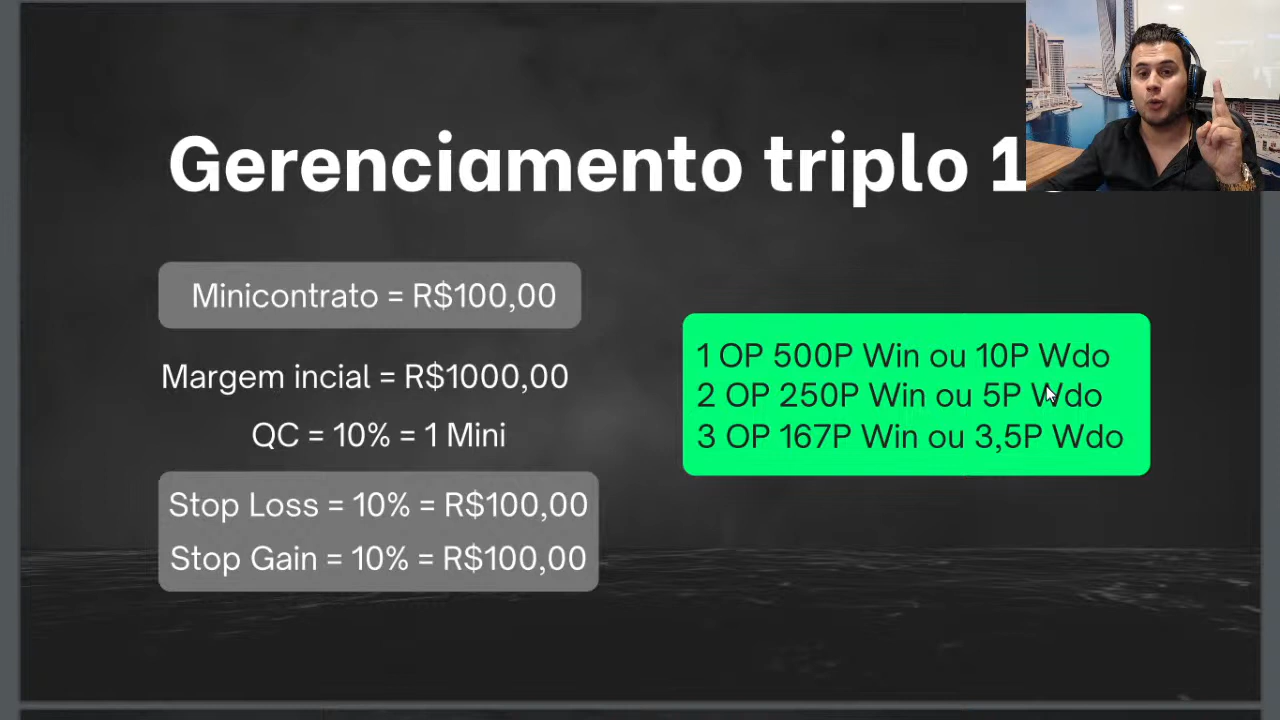 Gerenciamento triplo 1
Minicontrato = R$100,00
Margem incial = R$1000,00
QC = 10% = 1 Mini
Stop Loss = 10% = R$100,00
Stop Gain = 10% = R$100,00
1 OP 500P Win ou 10P Wdo
2 OP 250P Win ou 5P Wdo
3 OP 167P Win ou 3,5P Wdo